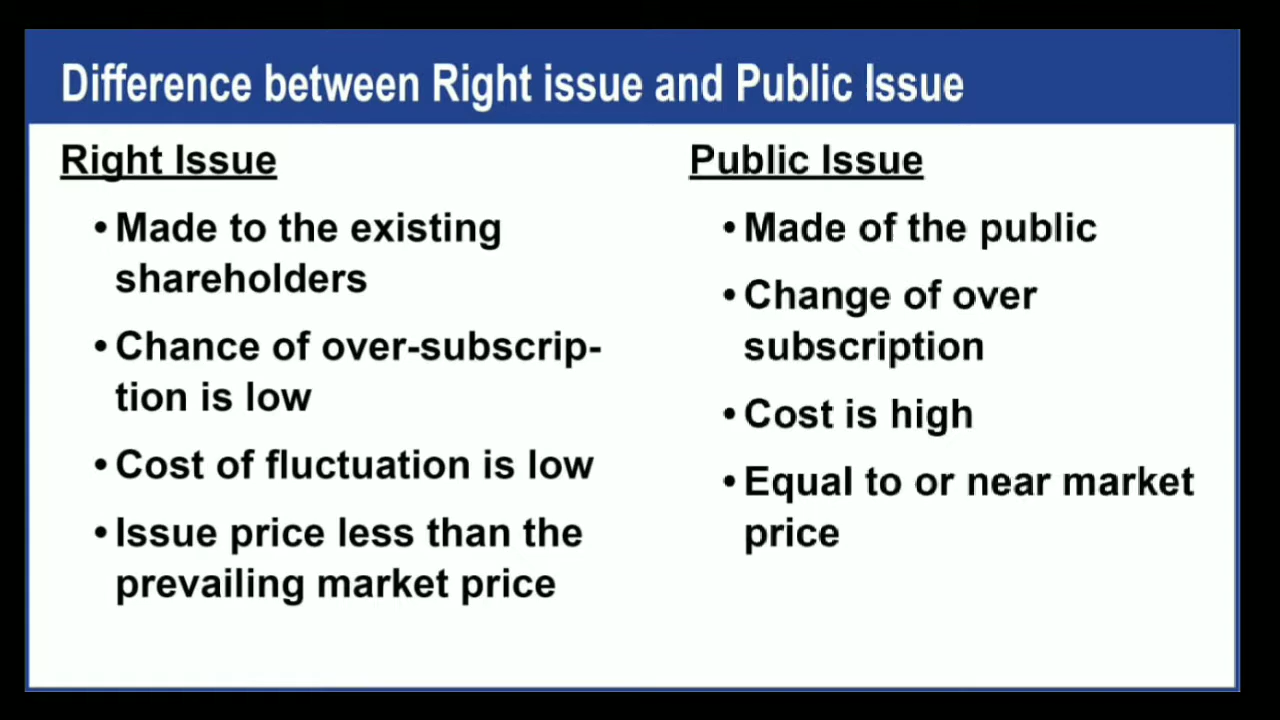 Difference between Right issue and Public Issue
Right Issue
• Made to the existing
shareholders
• Chance of over-subscrip-
tion is low
• Cost of fluctuation is low
• Issue price less than the
prevailing market price
Public Issue
• Made of the public
• Change of over
subscription
• Cost is high
• Equal to or near market
price